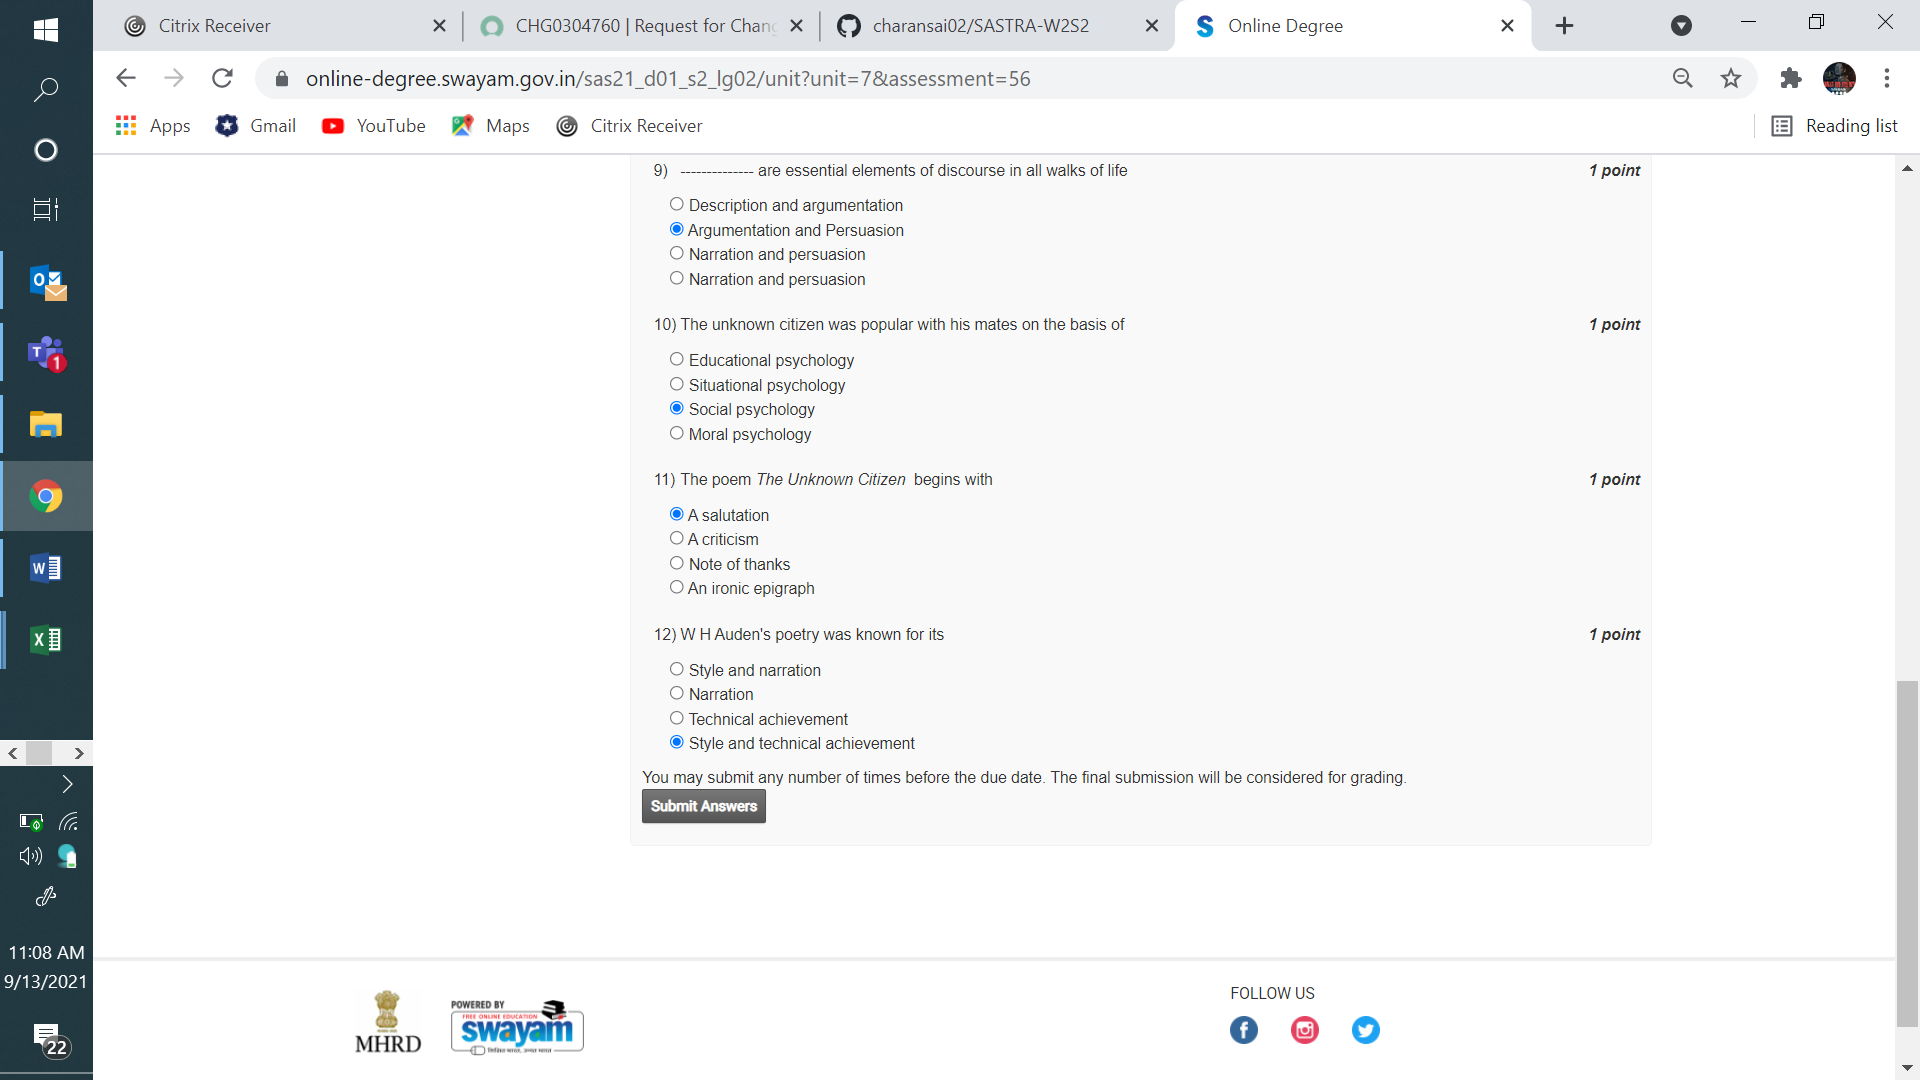 Citrix Receiver
CHG0304760 | Request for Chang
charansai02/SASTRA-W2S2
Online Degree
online-degree.swayam.gov.in/sas21_d01_s2_lg02/unit?unit=7&assessment=56
Apps
Gmail
YouTube
Maps
Citrix Receiver
Reading list
9) -------------- are essential elements of discourse in all walks of life
1 point
Description and argumentation
Argumentation and Persuasion
Narration and persuasion
Narration and persuasion
10) The unknown citizen was popular with his mates on the basis of
1 point
Educational psychology
Situational psychology
Social psychology
Moral psychology
11) The poem The Unknown Citizen begins with
1 point
A salutation
A criticism
Note of thanks
An ironic epigraph
12) W H Auden's poetry was known for its
1 point
Style and narration
Narration
Technical achievement
Style and technical achievement
You may submit any number of times before the due date. The final submission will be considered for grading.
Submit Answers
MHRD
POWERED BY
FREE ONLINE EDUCATION
swayam
FOLLOW US
T
1
W
X
11:08 AM
9/13/2021
22